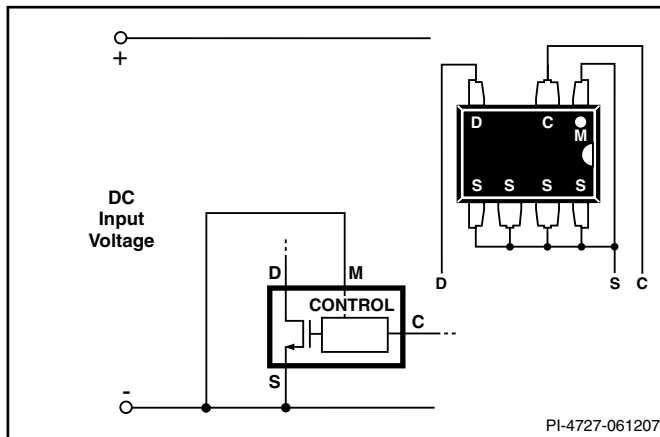 +
DC
Input
Voltage
D C
M
S S S S
D S C
D M
CONTROL
C
S
-
PI-4727-061207